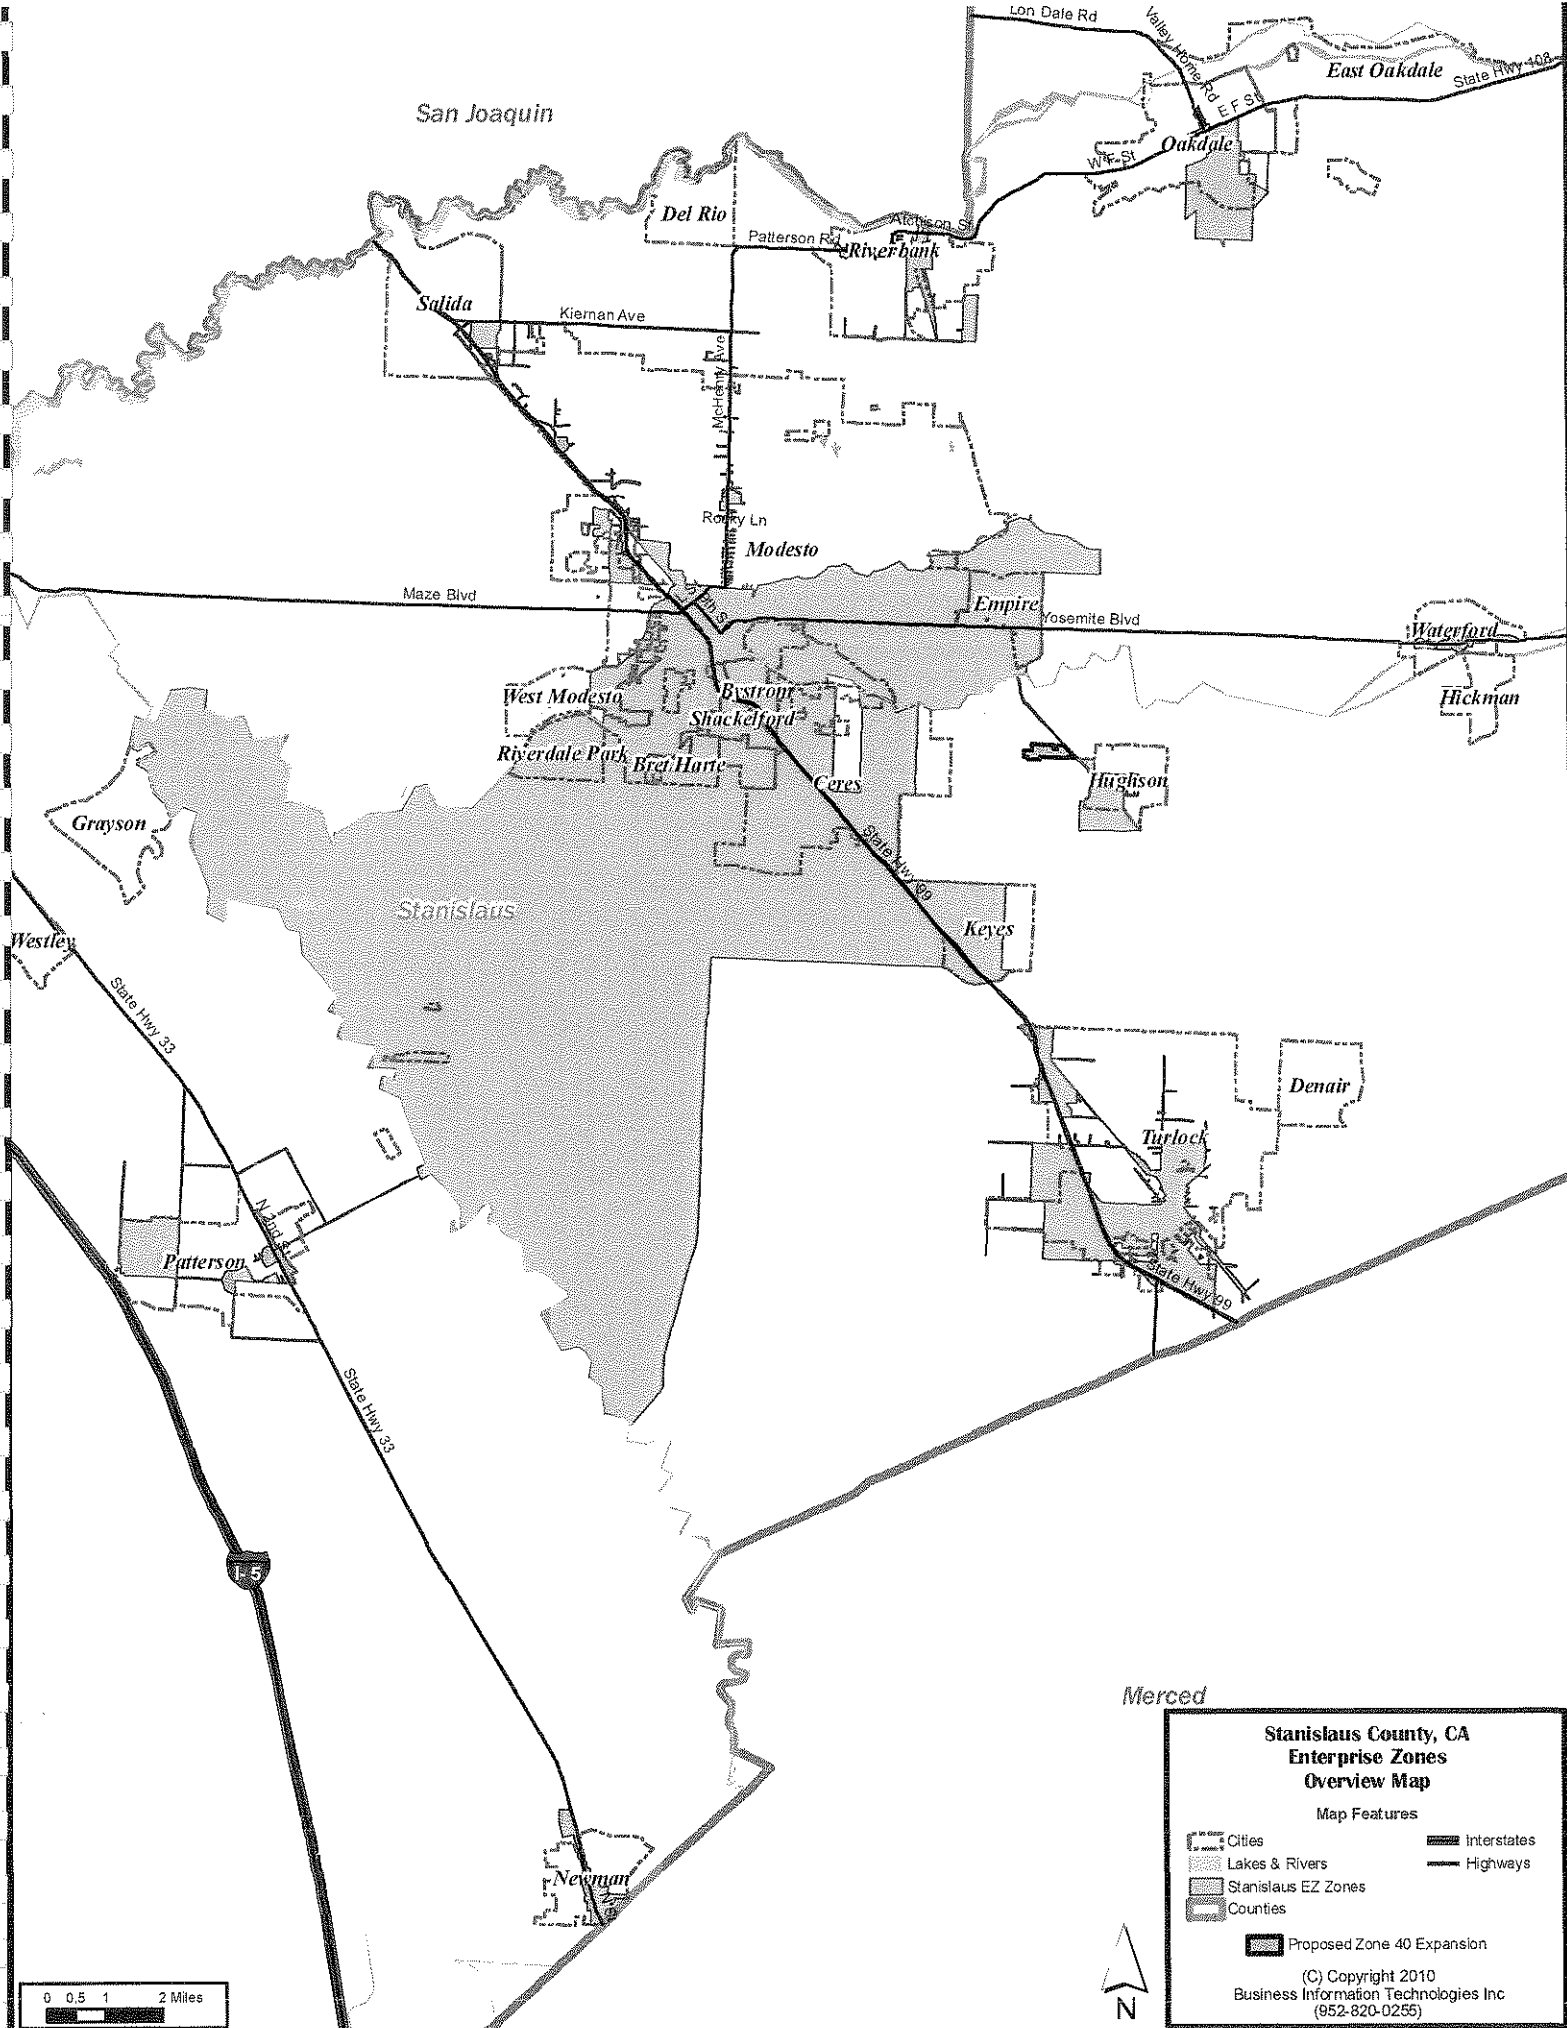 Lon Dale Rd
Valley Home Rd
East Oakdale
State Hwy 108
San Joaquin
E F St
Oakdale
W F St
Del Rio
Atchison St
Patterson Rd
Riverbank
Salida
Kiernan Ave
McHenry Ave
Rocky Ln
Modesto
Maze Blvd
Empire
Yosemite Blvd
Waterford
West Modesto
Bystrom
Hickman
Shackelford
Riverdale Park
Bret Harte
Ceres
Hughson
Grayson
State Hwy 99
Stanislaus
Keyes
Westley
State Hwy 33
Denair
Turlock
N 2nd St
Patterson
State Hwy 99
State Hwy 33
I-5
Merced
Newman
Stanislaus County, CA
Enterprise Zones
Overview Map
Map Features
Cities
Interstates
Lakes & Rivers
Highways
Stanislaus EZ Zones
Counties
Proposed Zone 40 Expansion
(C) Copyright 2010
Business Information Technologies Inc
(952-820-0255)
N
0 0.5 1 2 Miles